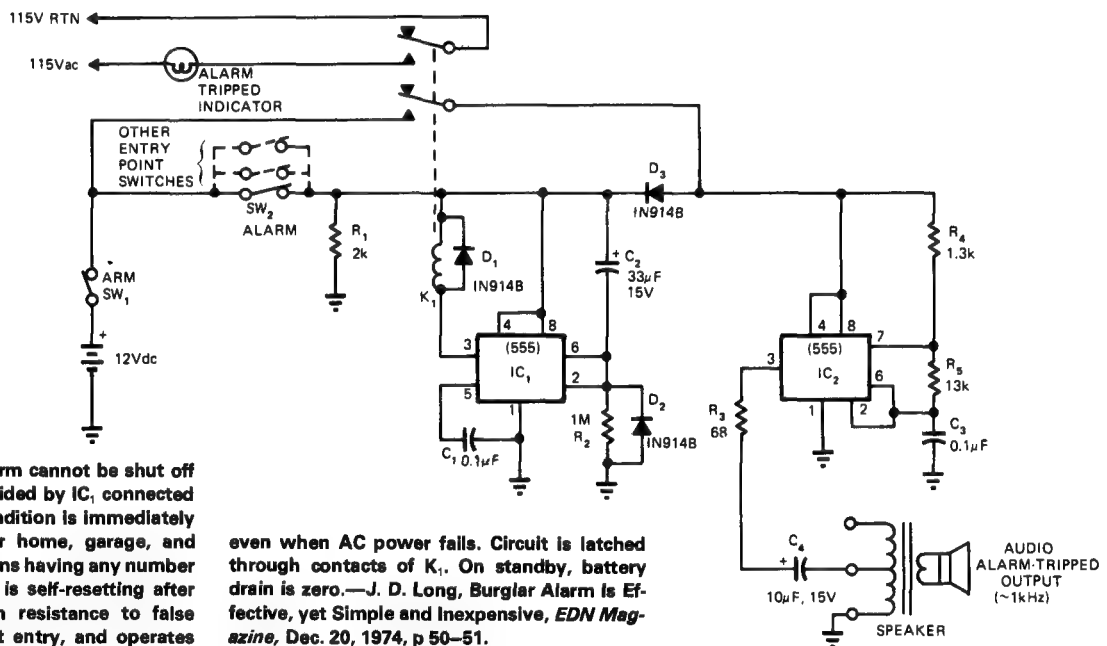 115V RTN
115Vac
ALARM
TRIPPED
INDICATOR
OTHER
ENTRY
POINT
SWITCHES
SW2
ALARM
R1
2k
ARM
SW1
+
12Vdc
K1
D1
IN914B
+ C2
33µF
15V
D3
IN914B
4 8
(555)
3 6
IC1
5 2
1
C1 0.1µF
1M
R2
D2
IN914B
R4
1.3k
4 8
(555) 7
3
IC2 6
1 2
R5
13k
C3
0.1µF
R3
68
C4
+
10µF, 15V
AUDIO
ALARM-TRIPPED
OUTPUT
(~1kHz)
SPEAKER
rm cannot be shut off
ided by IC1 connected
ndition is immediately
r home, garage, and
ns having any number
is self-resetting after
n resistance to false
t entry, and operates
even when AC power fails. Circuit is latched
through contacts of K1. On standby, battery
drain is zero.—J. D. Long, Burglar Alarm Is Ef-
fective, yet Simple and Inexpensive, EDN Mag-
azine, Dec. 20, 1974, p 50–51.